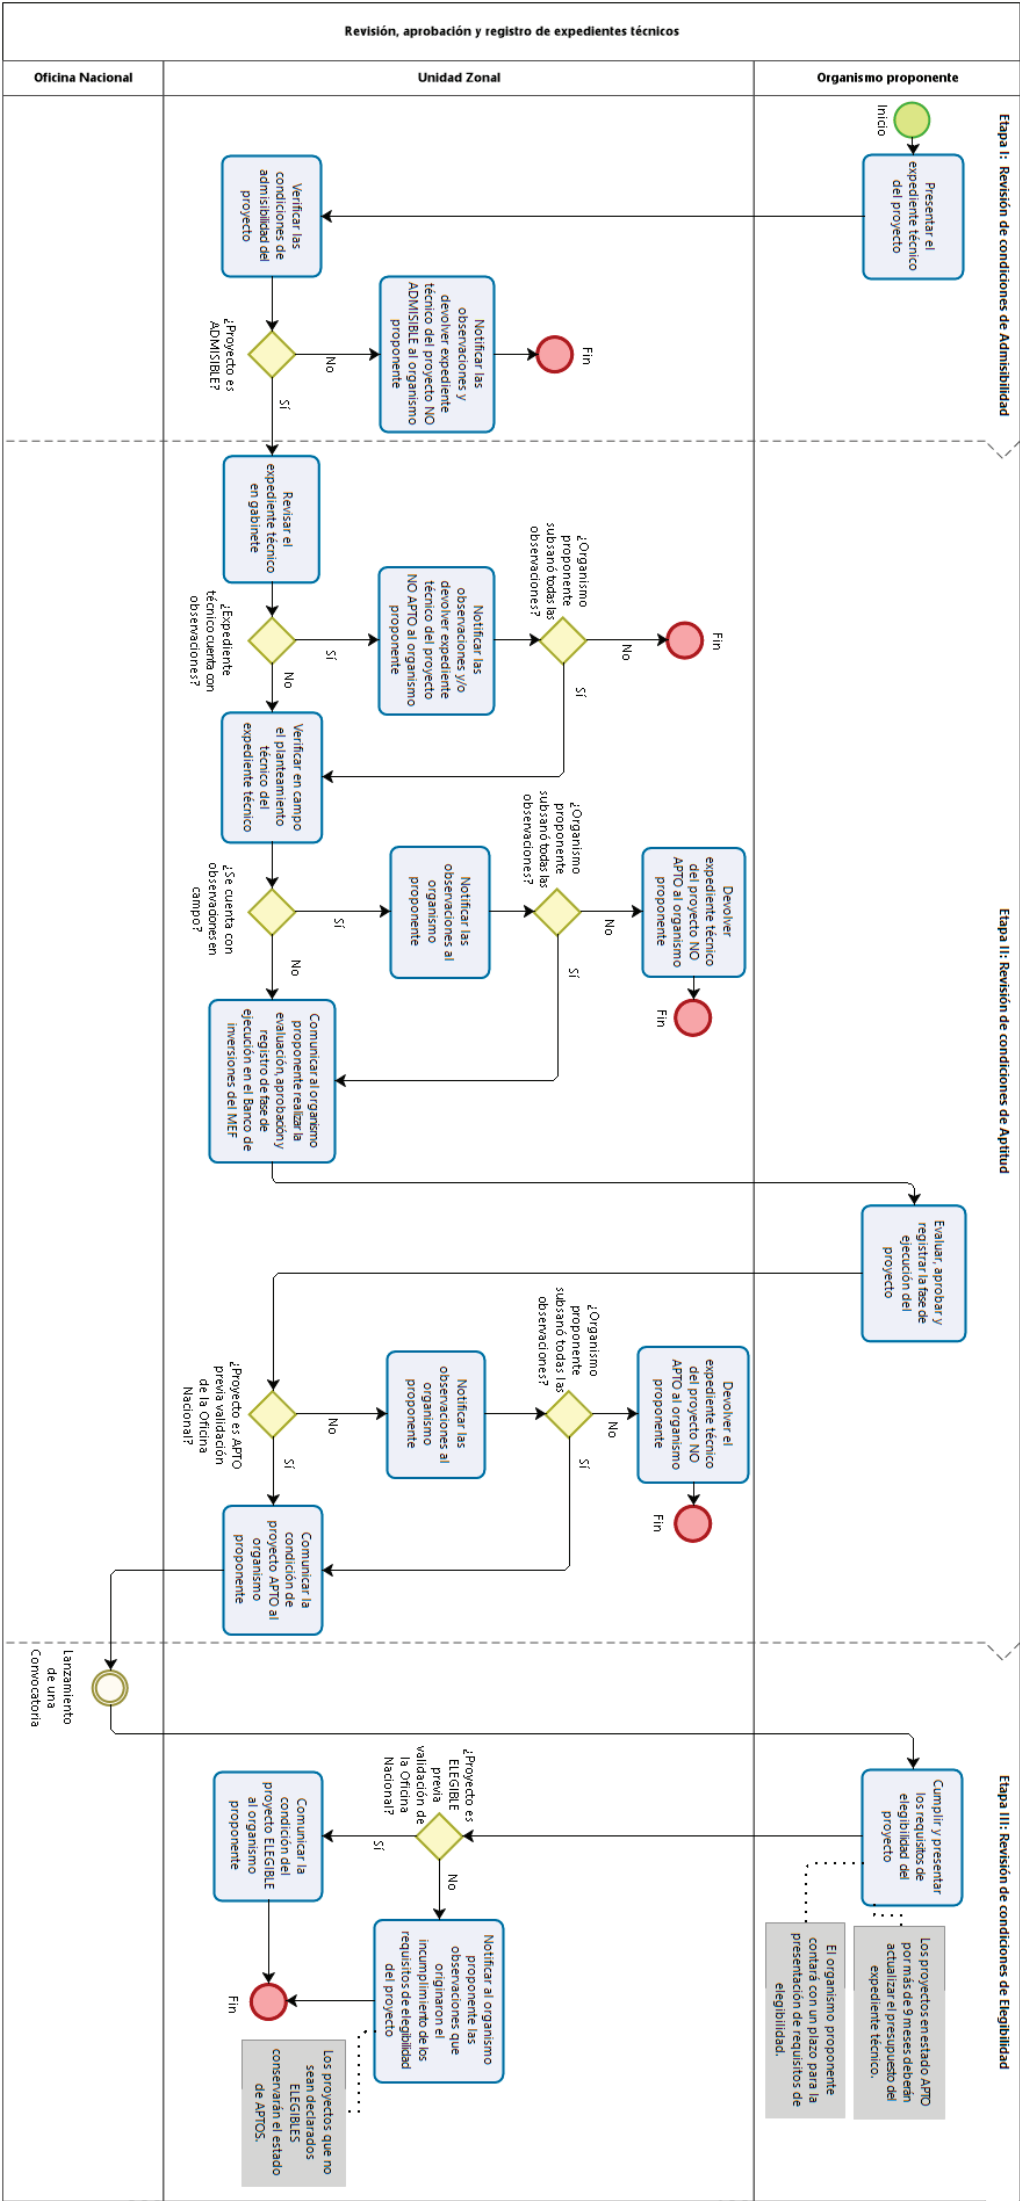 Revisión, aprobación y registro de expedientes técnicos
Oficina Nacional
Unidad Zonal
Organismo proponente
Etapa I: Revisión de condiciones de Admisibilidad
Inicio
Presentar el
expediente técnico
del proyecto
Verificar las
condiciones de
admisibilidad del
proyecto
¿Proyecto es
ADMISIBLE?
No
Sí
Notificar las
observaciones y
devolver expediente
técnico del proyecto NO
ADMISIBLE al organismo
proponente
Fin
Etapa II: Revisión de condiciones de Aptitud
Revisar el
expediente técnico
en gabinete
¿Expediente
técnico cuenta con
observaciones?
Sí
No
Notificar las
observaciones y/o
devolver expediente
técnico del proyecto
NO APTO al organismo
proponente
¿Organismo
proponente
subsanó todas las
observaciones?
No
Sí
Fin
Verificar en campo
el planteamiento
técnico del
expediente técnico
¿Se cuenta con
observaciones en
campo?
Sí
No
Notificar las
observaciones al
organismo
proponente
¿Organismo
proponente
subsanó todas las
observaciones?
No
Sí
Devolver
expediente técnico
del proyecto NO
APTO al organismo
proponente
Fin
Comunicar al organismo
proponente realizar la
evaluación, aprobación y
registro de fase de
ejecución en el Banco de
inversiones del MEF
Evaluar, aprobar y
registrar la fase de
ejecución del
proyecto
¿Proyecto es APTO
previa validación
de la Oficina
Nacional?
No
Sí
Notificar las
observaciones al
organismo
proponente
¿Organismo
proponente
subsanó todas las
observaciones?
No
Sí
Devolver el
expediente técnico
del proyecto NO
APTO al organismo
proponente
Fin
Comunicar la
condición de
proyecto APTO al
organismo
proponente
Etapa III: Revisión de condiciones de Elegibilidad
Lanzamiento
de una
Convocatoria
Cumplir y presentar
los requisitos de
elegibilidad del
proyecto
Los proyectos en estado APTO
por más de 9 meses deberán
actualizar el presupuesto del
expediente técnico.
El organismo proponente
contará con un plazo para la
presentación de requisitos de
elegibilidad.
¿Proyecto es
ELEGIBLE
previa
validación de
la Oficina
Nacional?
Sí
No
Comunicar la
condición del
proyecto ELEGIBLE
al organismo
proponente
Notificar al organismo
proponente las
observaciones que
originaron el
incumplimiento de los
requisitos de elegibilidad
del proyecto
Fin
Los proyectos que no
sean declarados
ELEGIBLES
conservarán el estado
de APTOS.